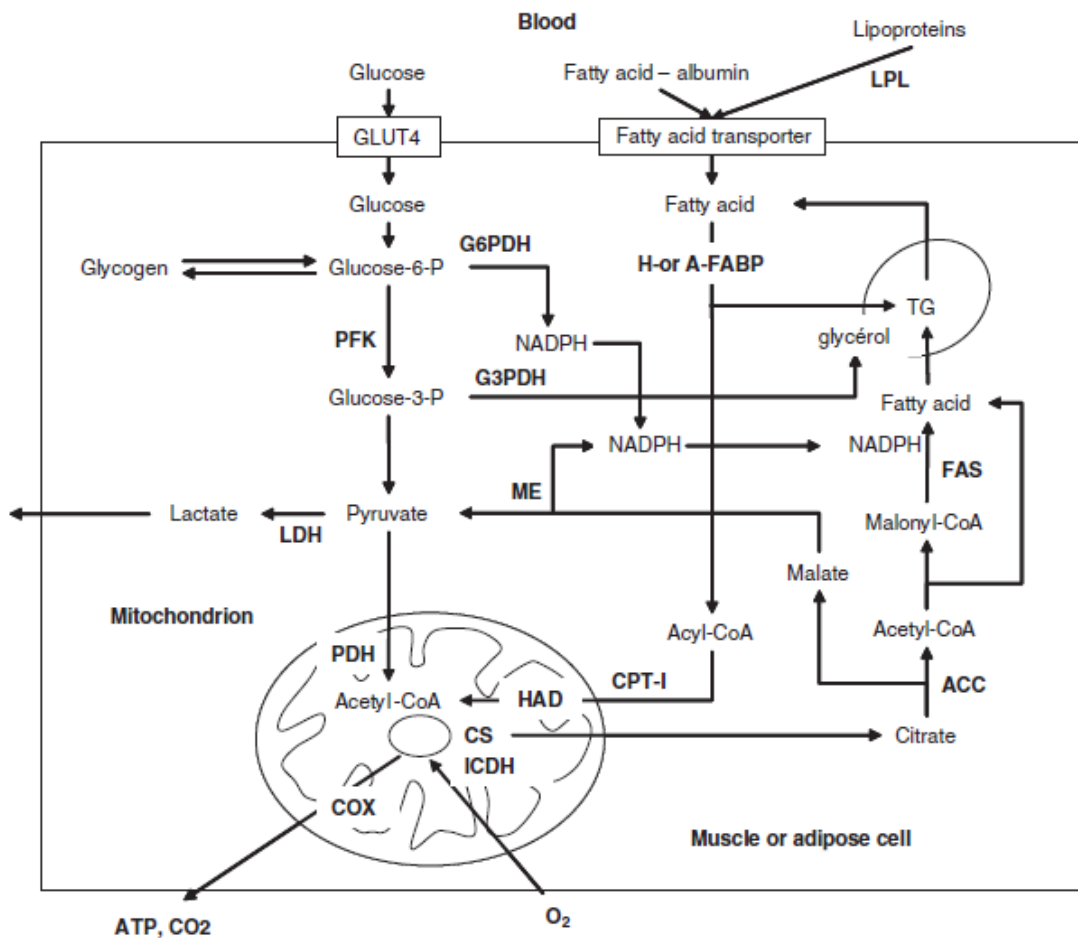 Blood
Lipoproteins
Glucose
Fatty acid – albumin
LPL
GLUT4
Fatty acid transporter
Glucose
Fatty acid
G6PDH
H-or A-FABP
Glycogen
Glucose-6-P
TG
PFK
NADPH
glycérol
G3PDH
Glucose-3-P
Fatty acid
NADPH
NADPH
FAS
ME
Lactate
Pyruvate
Malonyl-CoA
LDH
Malate
Mitochondrion
Acyl-CoA
Acetyl-CoA
PDH
CPT-I
ACC
Acetyl-CoA
HAD
CS
Citrate
ICDH
COX
Muscle or adipose cell
ATP, CO2
O₂